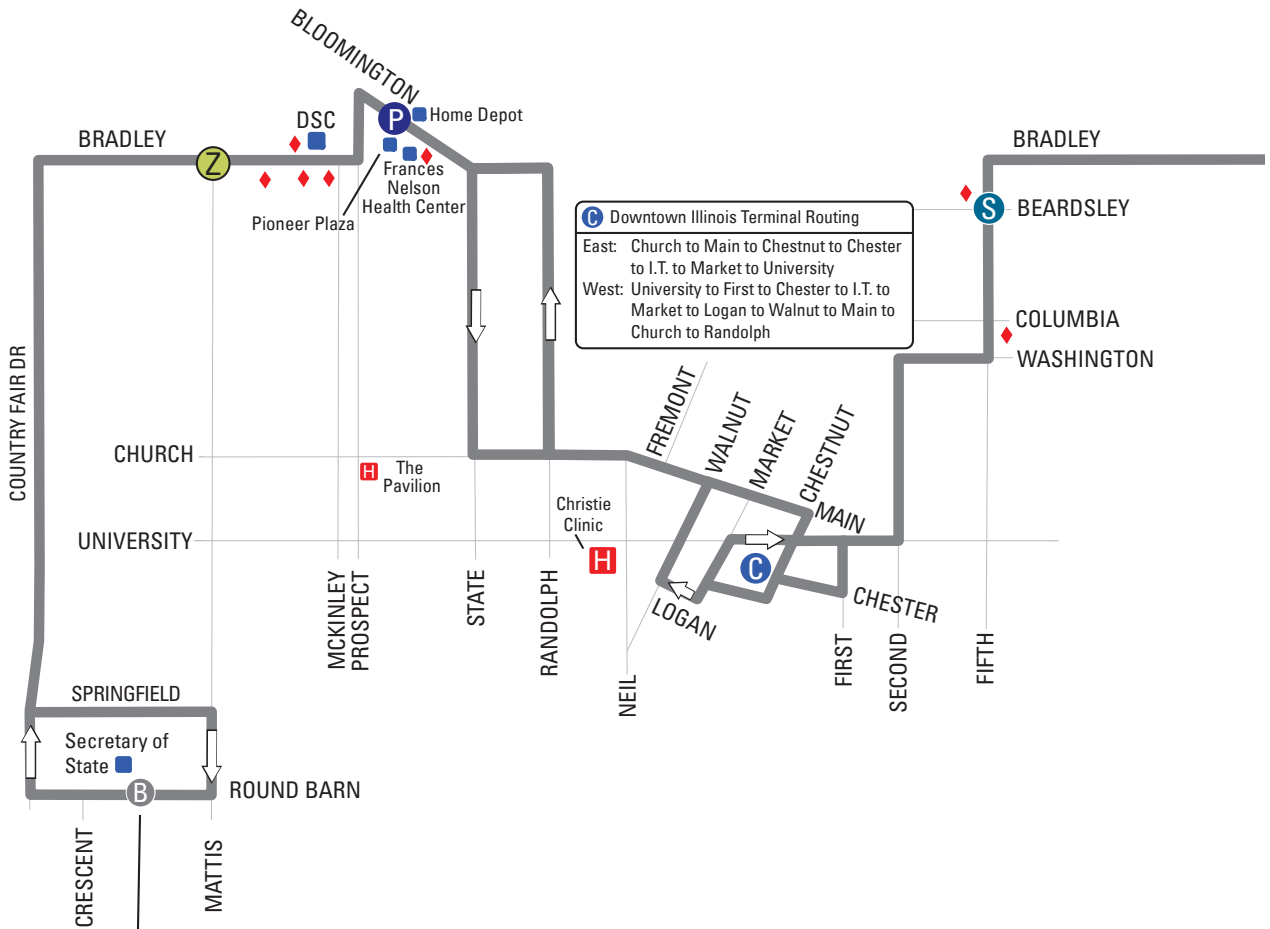 BLOOMINGTON
P
Home Depot
DSC
BRADLEY
Z
Frances
Nelson
Health Center
Pioneer Plaza
BRADLEY
S
BEARDSLEY
C Downtown Illinois Terminal Routing
East: Church to Main to Chestnut to Chester
to I.T. to Market to University
West: University to First to Chester to I.T. to
Market to Logan to Walnut to Main to
Church to Randolph
COLUMBIA
WASHINGTON
COUNTRY FAIR DR
FREMONT
WALNUT
MARKET
CHESTNUT
MAIN
CHURCH
H
The
Pavilion
Christie
Clinic
H
UNIVERSITY
C
CHESTER
LOGAN
MCKINLEY
PROSPECT
STATE
RANDOLPH
NEIL
FIRST
SECOND
FIFTH
SPRINGFIELD
Secretary of
State
B
ROUND BARN
CRESCENT
MATTIS